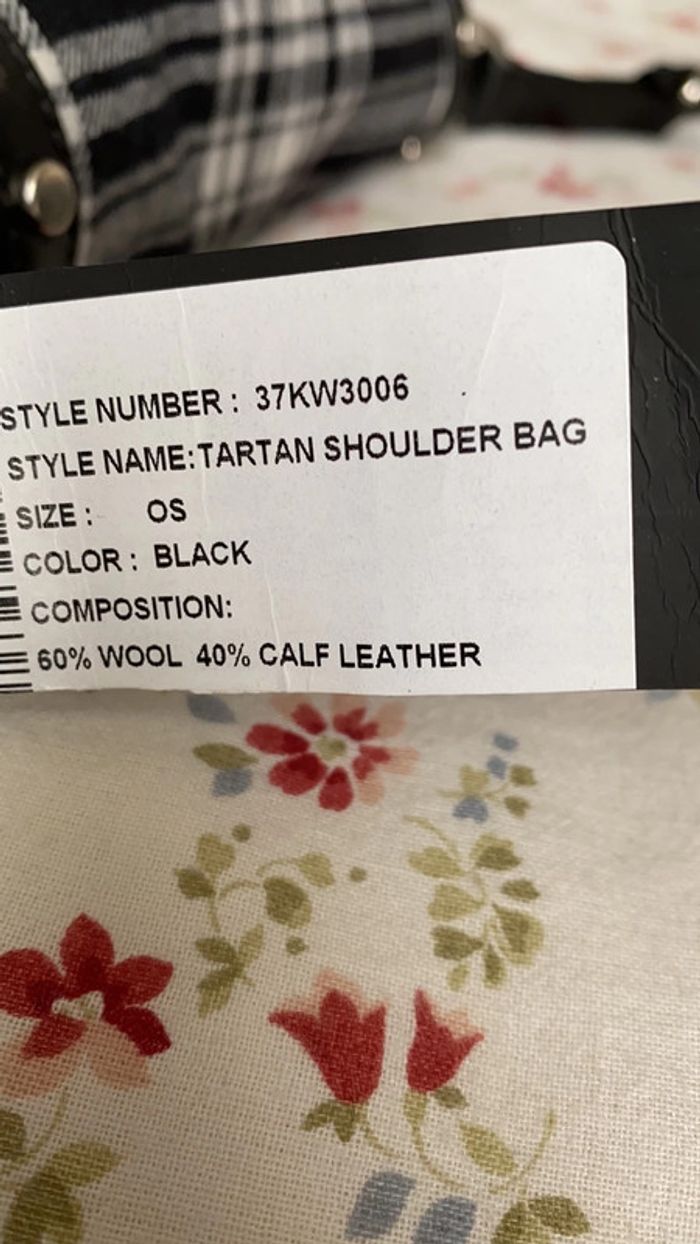 STYLE NUMBER : 37KW3006
STYLE NAME:TARTAN SHOULDER BAG
SIZE : OS
COLOR : BLACK
COMPOSITION:
60% WOOL 40% CALF LEATHER